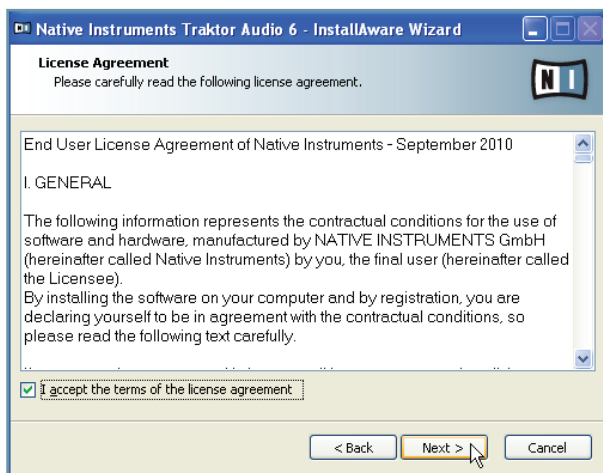 Native Instruments Traktor Audio 6 - InstallAware Wizard
License Agreement
Please carefully read the following license agreement.
N I
End User License Agreement of Native Instruments - September 2010
I. GENERAL
The following information represents the contractual conditions for the use of
software and hardware, manufactured by NATIVE INSTRUMENTS GmbH
(hereinafter called Native Instruments) by you, the final user (hereinafter called
the Licensee).
By installing the software on your computer and by registration, you are
declaring yourself to be in agreement with the contractual conditions, so
please read the following text carefully.
I accept the terms of the license agreement
< Back
Next >
Cancel